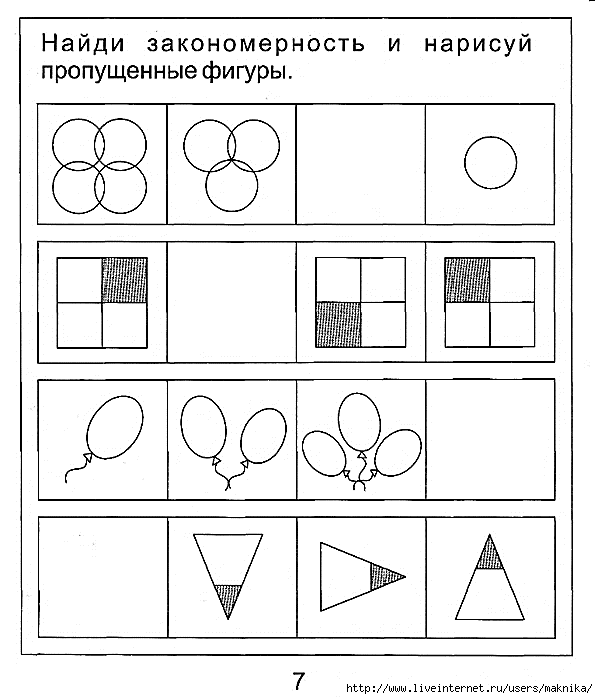 Найди закономерность и нарисуй
пропущенные фигуры.
7
http://www.liveinternet.ru/users/maknika/